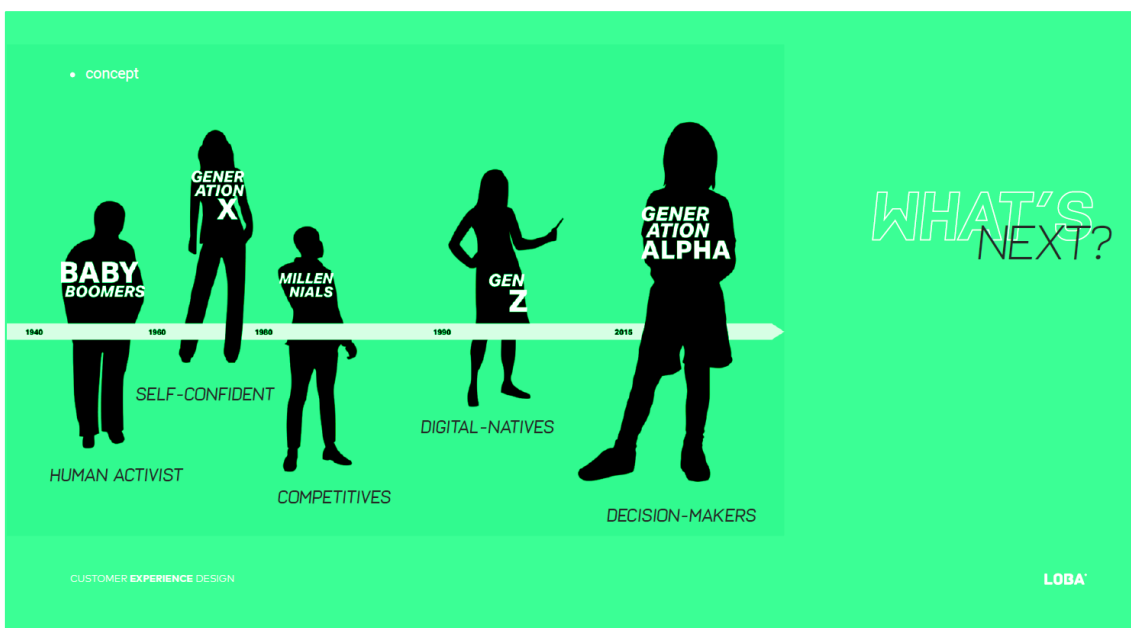 concept
GENER
ATION
X
BABY
BOOMERS
MILLEN
NIALS
GEN
Z
GENER
ATION
ALPHA
WHAT'S
NEXT?
1940 1960 1980 1990 2015
SELF-CONFIDENT
DIGITAL-NATIVES
HUMAN ACTIVIST
COMPETITIVES
DECISION-MAKERS
CUSTOMER EXPERIENCE DESIGN
LOBA